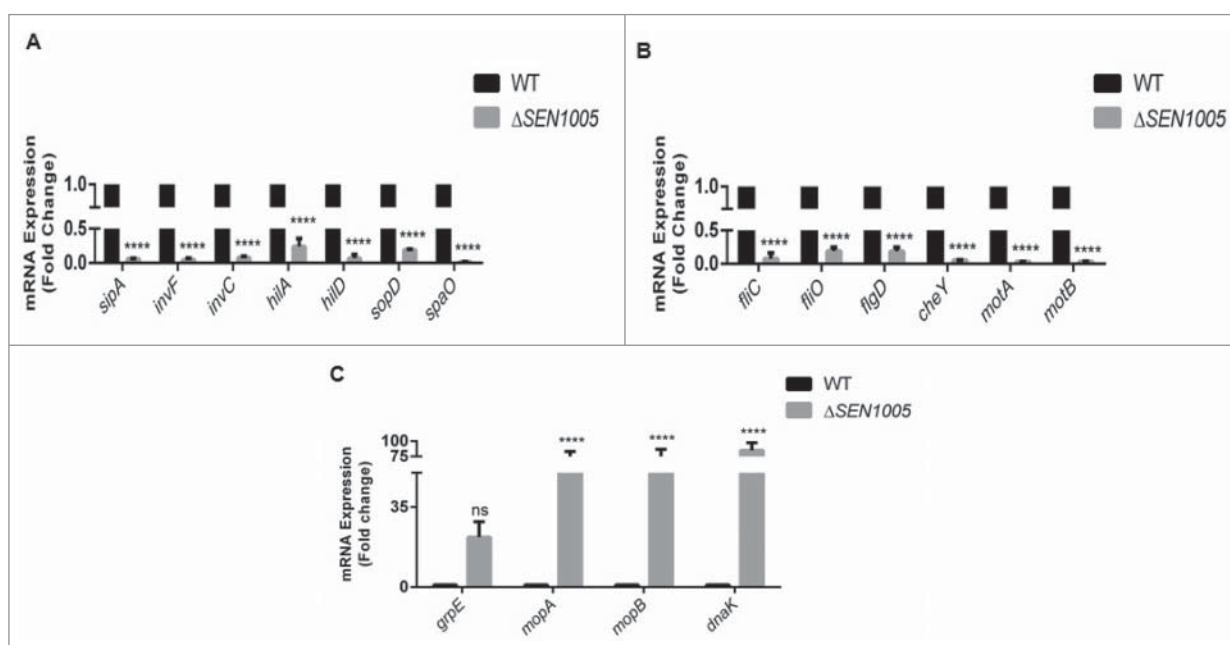 A
WT
ΔSEN1005
mRNA Expression
(Fold Change)
1.0
0.5
0.0
**** **** **** **** **** **** ****
sipA invF invC hilA hilD sopD spaO
B
WT
ΔSEN1005
mRNA Expression
(Fold Change)
1.0
0.5
0.0
**** **** **** **** **** ****
fliC fliO flgD cheY motA motB
C
WT
ΔSEN1005
mRNA Expression
(Fold change)
100
75
35
0
ns **** **** ****
grpE mopA mopB dnaK